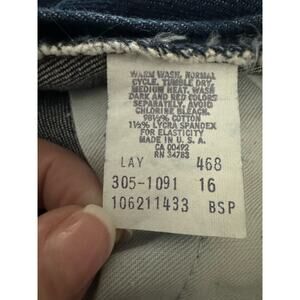 WARM WASH, NORMAL
CYCLE. TUMBLE DRY,
MEDIUM HEAT. WASH
DARK AND RED COLORS
SEPARATELY. AVOID
CHLORINE BLEACH.
98½% COTTON
1½% LYCRA SPANDEX
FOR ELASTICITY
MADE IN U.S.A.
CA 00492
RN 34783
LAY 468
305-1091 16
106211433 BSP